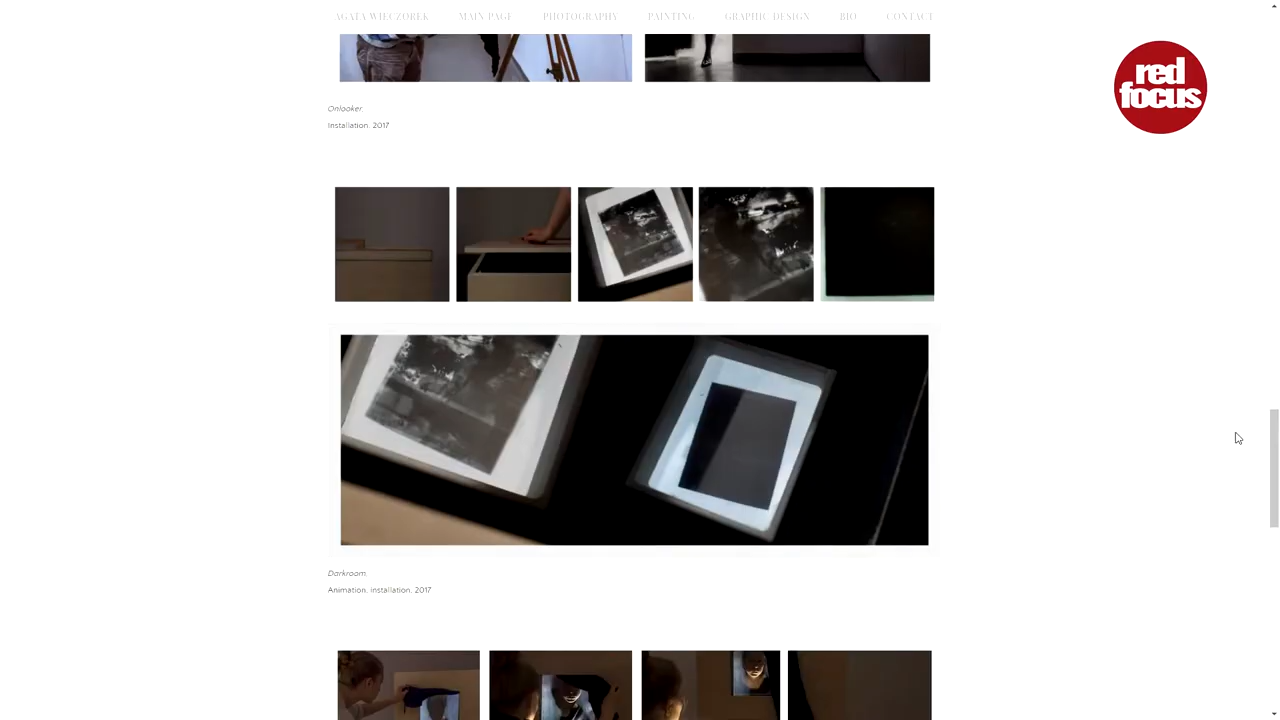 AGATA WIECZOREK MAIN PAGE PHOTOGRAPHY PAINTING GRAPHIC DESIGN BIO CONTACT
red
focus
Onlooker.
Installation. 2017
Darkroom.
Animation, installation, 2017